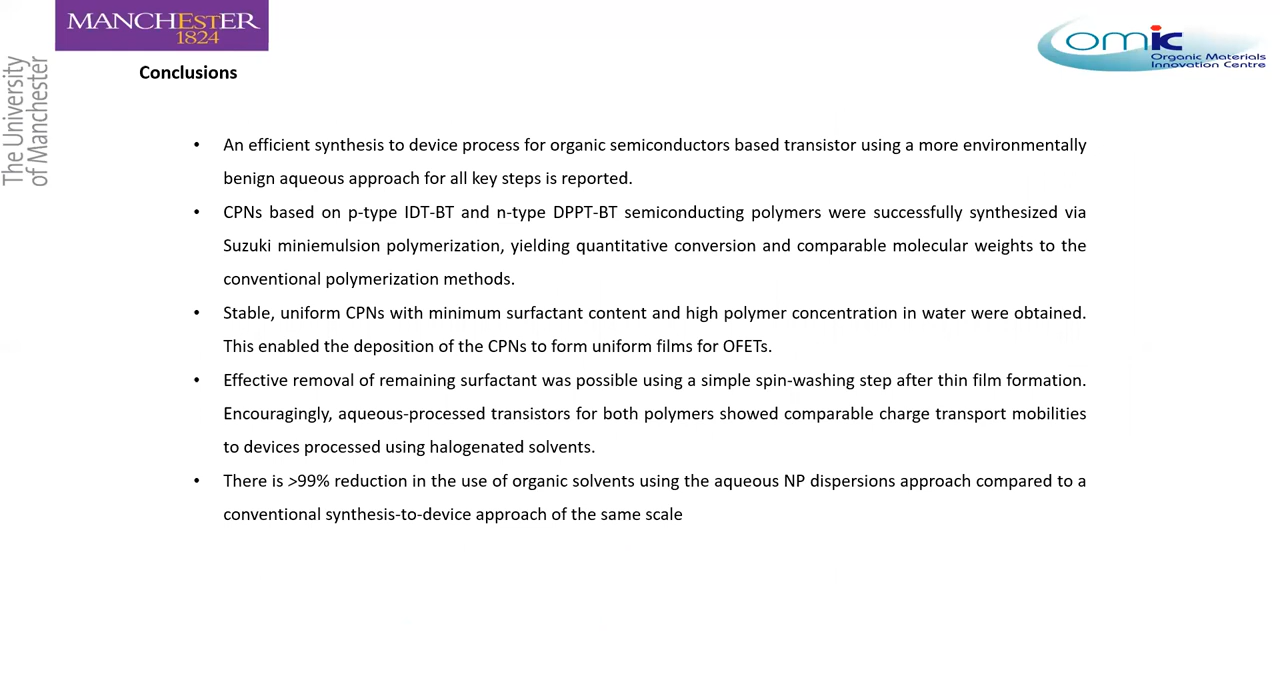 MANCHESTER
1824
The University
of Manchester
omic
Organic Materials
Innovation Centre
Conclusions
• An efficient synthesis to device process for organic semiconductors based transistor using a more environmentally
benign aqueous approach for all key steps is reported.
• CPNs based on p-type IDT-BT and n-type DPPT-BT semiconducting polymers were successfully synthesized via
Suzuki miniemulsion polymerization, yielding quantitative conversion and comparable molecular weights to the
conventional polymerization methods.
• Stable, uniform CPNs with minimum surfactant content and high polymer concentration in water were obtained.
This enabled the deposition of the CPNs to form uniform films for OFETs.
• Effective removal of remaining surfactant was possible using a simple spin-washing step after thin film formation.
Encouragingly, aqueous-processed transistors for both polymers showed comparable charge transport mobilities
to devices processed using halogenated solvents.
• There is >99% reduction in the use of organic solvents using the aqueous NP dispersions approach compared to a
conventional synthesis-to-device approach of the same scale